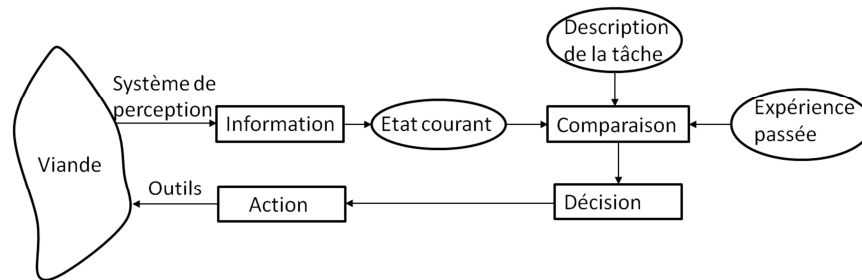 Description
de la tâche
Système de
perception
Information
Etat courant
Comparaison
Expérience
passée
Viande
Outils
Action
Décision